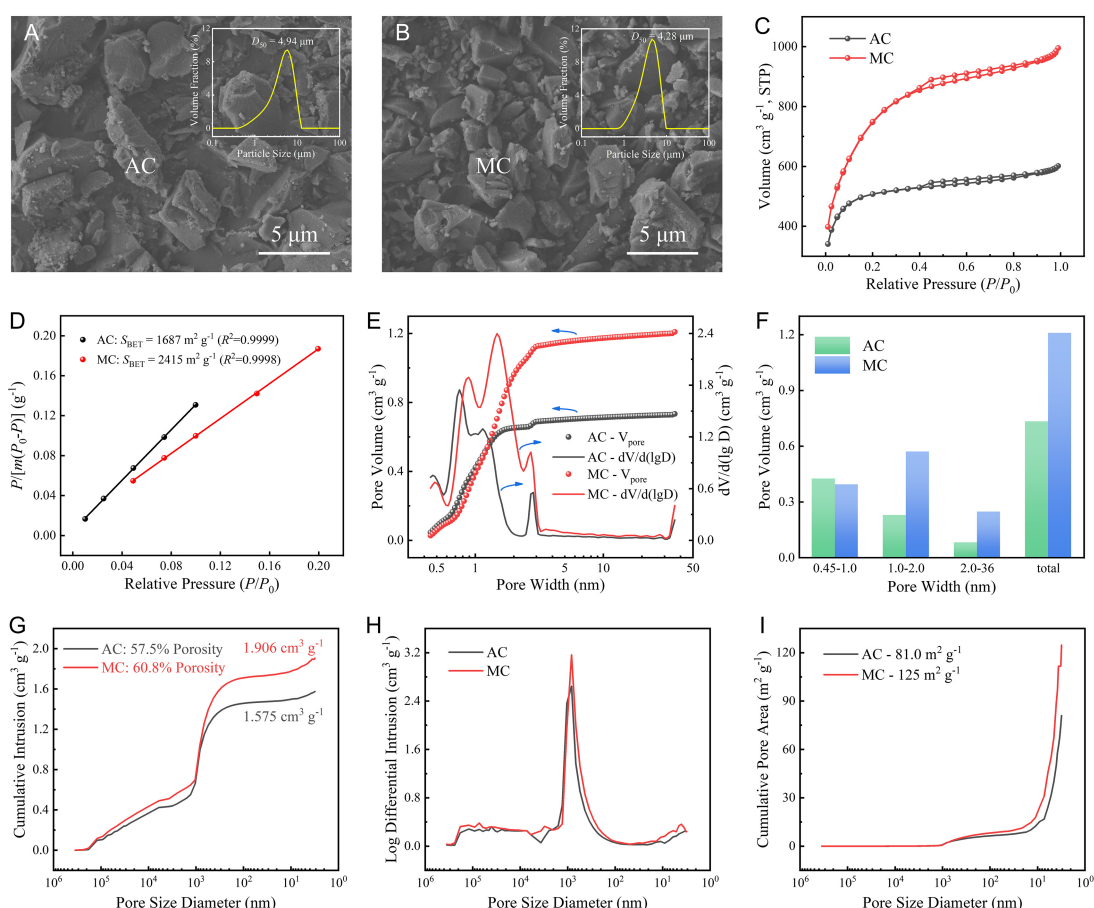 A
AC
5 μm
D50 = 4.94 μm
Volume Fraction (%)
12
8
4
0
0.1
1
10
100
Particle Size (μm)
B
MC
5 μm
D50 = 4.28 μm
Volume Fraction (%)
12
8
4
0
0.1
1
10
100
Particle Size (μm)
C
AC
MC
Volume (cm³ g⁻¹, STP)
1000
800
600
400
0.0 0.2 0.4 0.6 0.8 1.0
Relative Pressure (P/P₀)
D
AC: S_BET = 1687 m² g⁻¹ (R²=0.9999)
MC: S_BET = 2415 m² g⁻¹ (R²=0.9998)
P/[m(P₀-P)] (g⁻¹)
0.20
0.16
0.12
0.08
0.04
0.00
0.00 0.04 0.08 0.12 0.16 0.20
Relative Pressure (P/P₀)
E
Pore Volume (cm³ g⁻¹)
1.2
0.8
0.4
0.0
2.4
1.8
1.2
0.6
0.0
dV/d(lg D) (cm³ g⁻¹)
AC - V_pore
AC - dV/d(lgD)
MC - V_pore
MC - dV/d(lgD)
0.5 1 5 10 50
Pore Width (nm)
F
AC
MC
Pore Volume (cm³ g⁻¹)
1.2
0.9
0.6
0.3
0.0
0.45-1.0 1.0-2.0 2.0-36 total
Pore Width (nm)
G
AC: 57.5% Porosity
MC: 60.8% Porosity
1.906 cm³ g⁻¹
1.575 cm³ g⁻¹
Cumulative Intrusion (cm³ g⁻¹)
2.0
1.6
1.2
0.8
0.4
0.0
10⁶ 10⁵ 10⁴ 10³ 10² 10¹ 10⁰
Pore Size Diameter (nm)
H
AC
MC
Log Differential Intrusion (cm³ g⁻¹)
3.2
2.4
1.6
0.8
0.0
10⁶ 10⁵ 10⁴ 10³ 10² 10¹ 10⁰
Pore Size Diameter (nm)
I
AC - 81.0 m² g⁻¹
MC - 125 m² g⁻¹
Cumulative Pore Area (m² g⁻¹)
120
90
60
30
0
10⁶ 10⁵ 10⁴ 10³ 10² 10¹ 10⁰
Pore Size Diameter (nm)